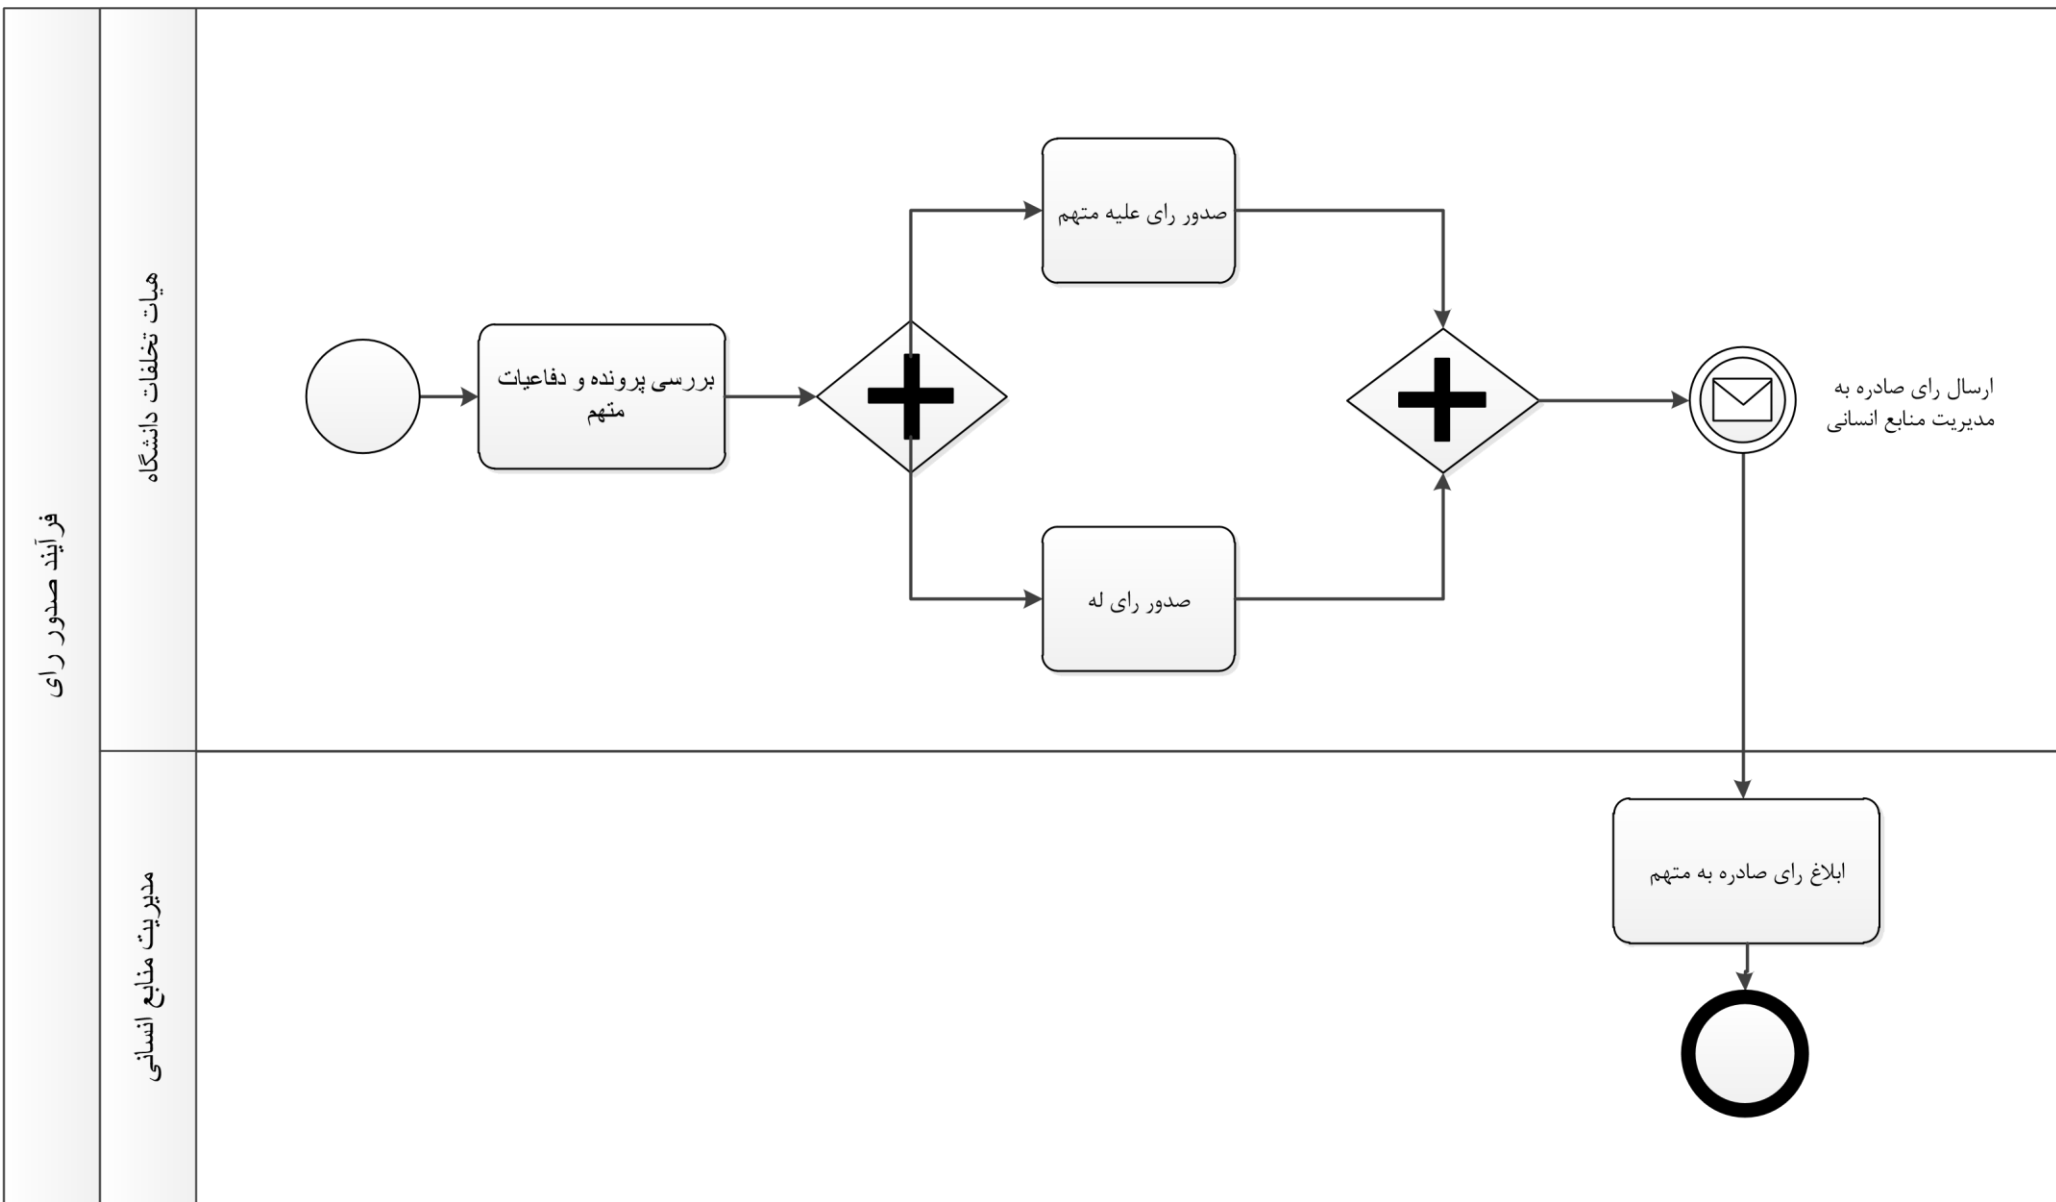 فرآیند صدور رای
هیات تخلفات دانشگاه
بررسی پرونده و دفاعیات
متهم
صدور رای علیه متهم
صدور رای له
ارسال رای صادره به
مدیریت منابع انسانی
مدیریت منابع انسانی
ابلاغ رای صادره به متهم